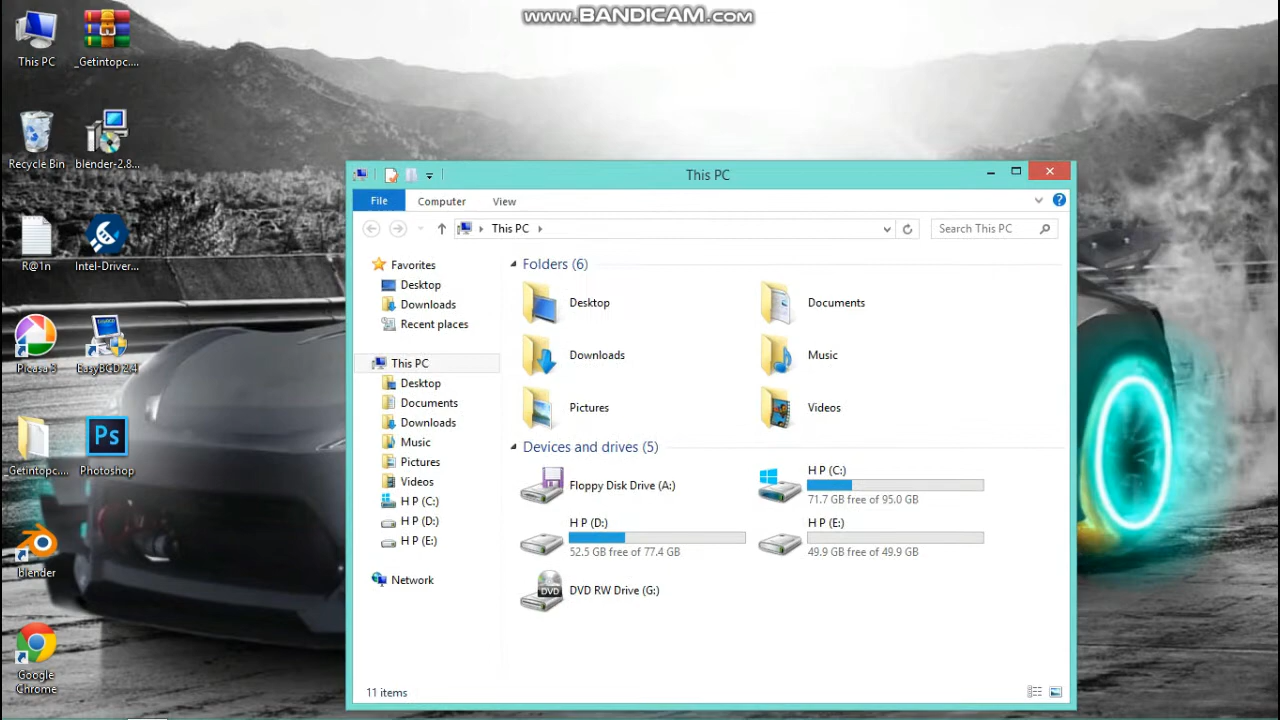 www.BANDICAM.com
This PC
_Getintopc....
Recycle Bin
blender-2.8...
R@1n
Intel-Driver...
Picasa 3
EasyBCD 2.4
_Getintopc....
Photoshop
Ps
blender
Google
Chrome
This PC
File
Computer
View
This PC
Search This PC
Favorites
Desktop
Downloads
Recent places
This PC
Desktop
Documents
Downloads
Music
Pictures
Videos
H P (C:)
H P (D:)
H P (E:)
Network
Folders (6)
Desktop
Documents
Downloads
Music
Pictures
Videos
Devices and drives (5)
Floppy Disk Drive (A:)
H P (C:)
71.7 GB free of 95.0 GB
H P (D:)
52.5 GB free of 77.4 GB
H P (E:)
49.9 GB free of 49.9 GB
DVD
DVD RW Drive (G:)
11 items